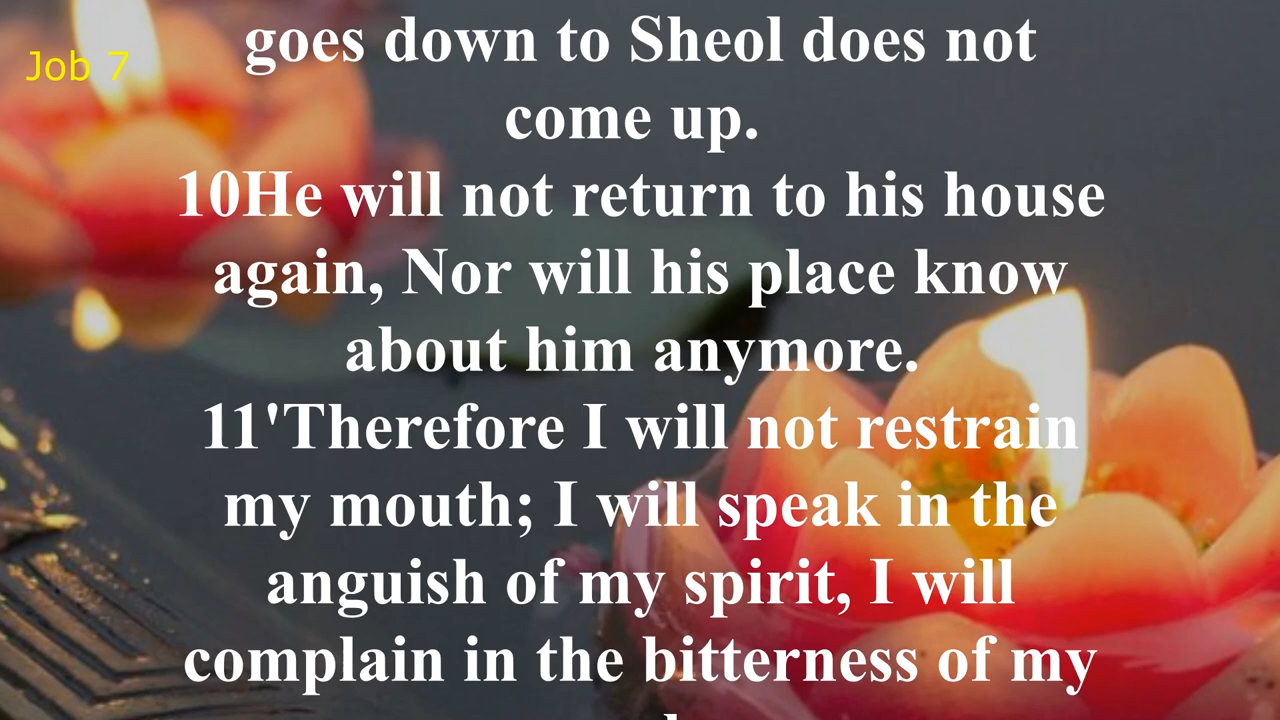 Job 7
goes down to Sheol does not
come up.
10He will not return to his house
again, Nor will his place know
about him anymore.
11'Therefore I will not restrain
my mouth; I will speak in the
anguish of my spirit, I will
complain in the bitterness of my